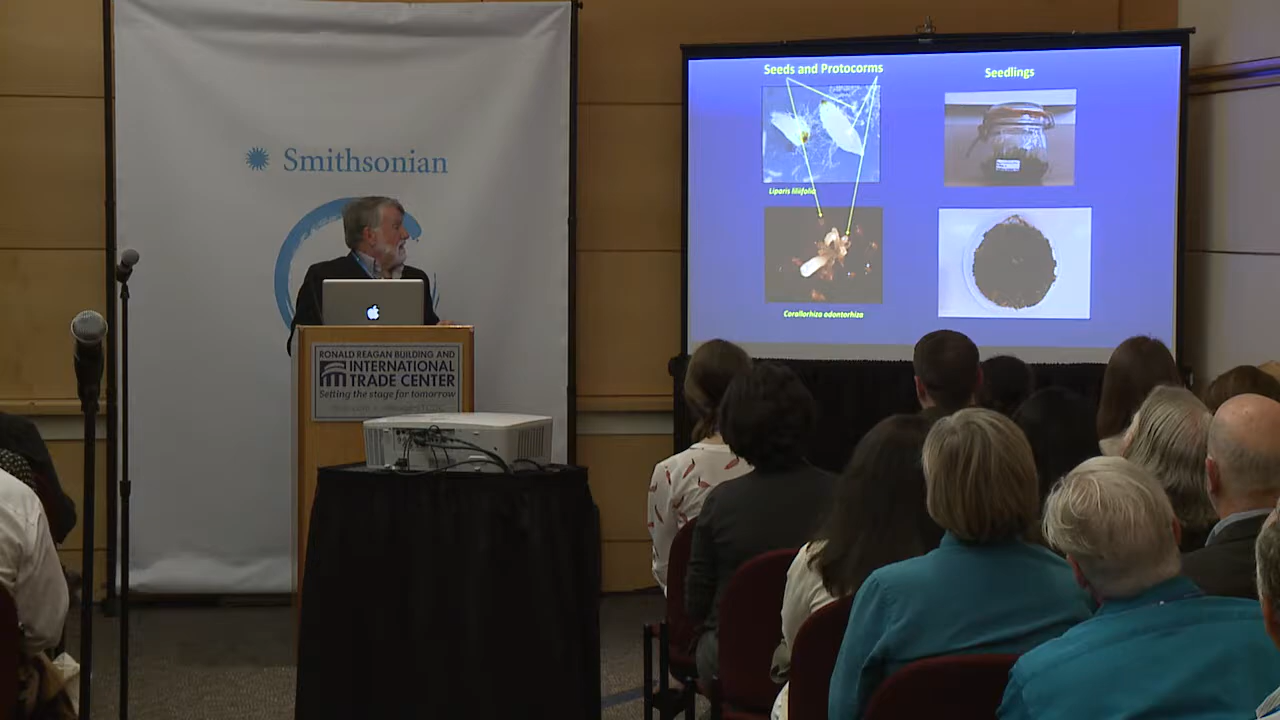 Smithsonian
RONALD REAGAN BUILDING AND
INTERNATIONAL
TRADE CENTER
Setting the stage for tomorrow
Seeds and Protocorms
Seedlings
Liparis liliifolia
Corallorhiza odontorhiza